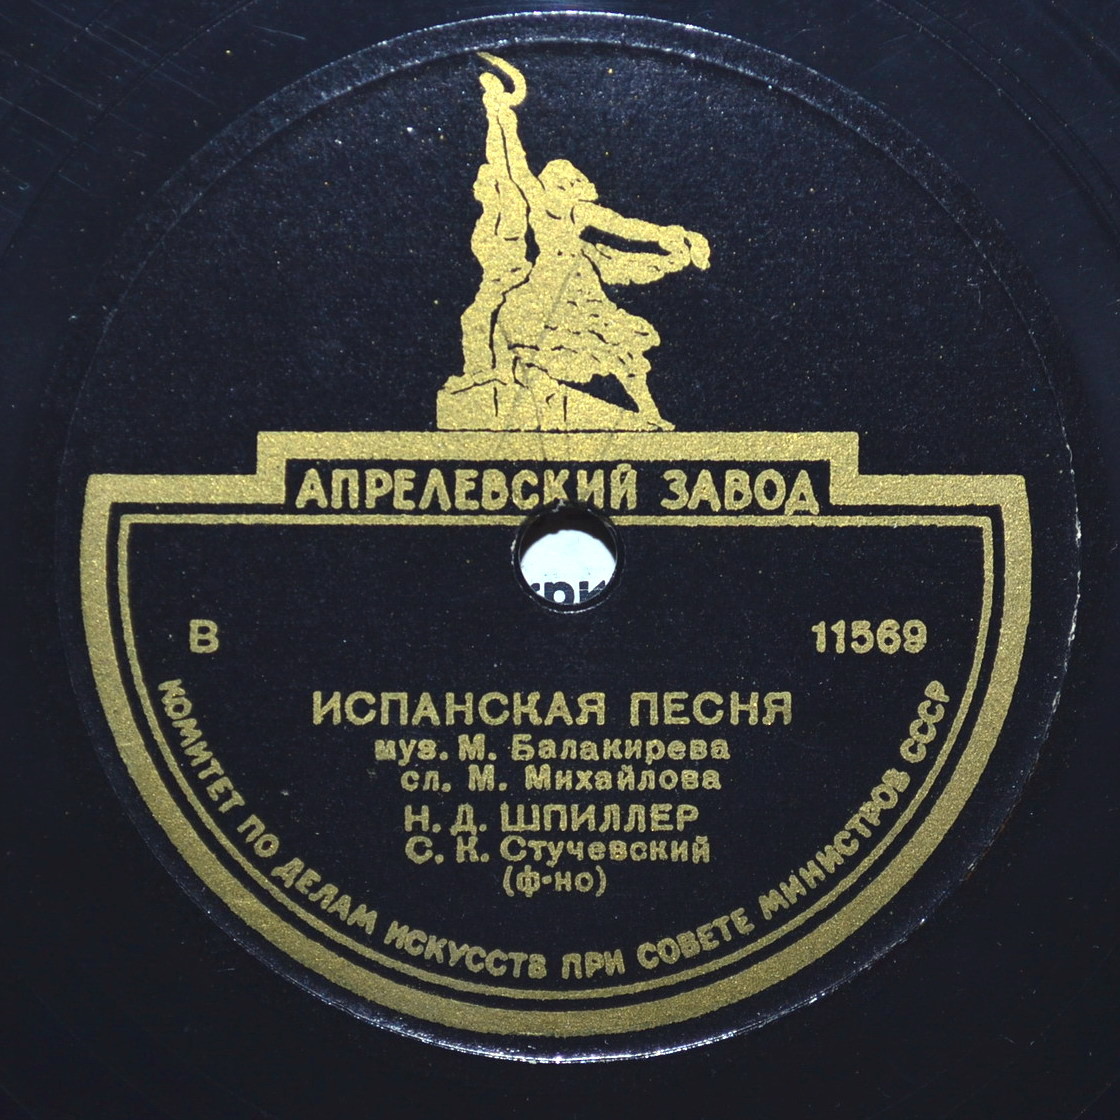 АПРЕЛЕВСКИЙ ЗАВОД
В 11569
ИСПАНСКАЯ ПЕСНЯ
муз. М. Балакирева
сл. М. Михайлова
Н. Д. ШПИЛЛЕР
С. К. Стучевский
(ф-но)
КОМИТЕТ ПО ДЕЛАМ ИСКУССТВ ПРИ СОВЕТЕ МИНИСТРОВ СССР